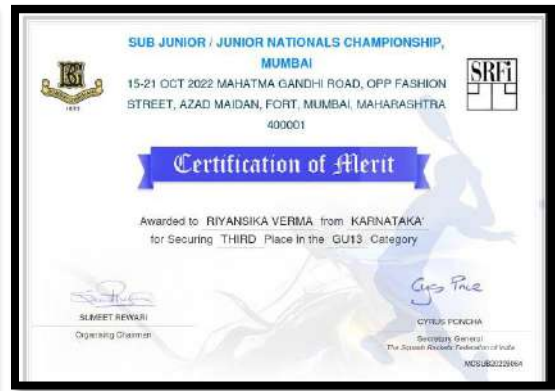 SUB JUNIOR / JUNIOR NATIONALS CHAMPIONSHIP,
MUMBAI
15-21 OCT 2022 MAHATMA GANDHI ROAD, OPP FASHION
STREET, AZAD MAIDAN, FORT, MUMBAI, MAHARASHTRA
400001
SRFi
Certification of Merit
Awarded to RIYANSIKA VERMA from KARNATAKA'
for Securing THIRD Place in the GU13 Category
SUMEET REWARI
Organising Chairman
CYRUS PONCHA
Secretary General
The Squash Rackets Federation of India